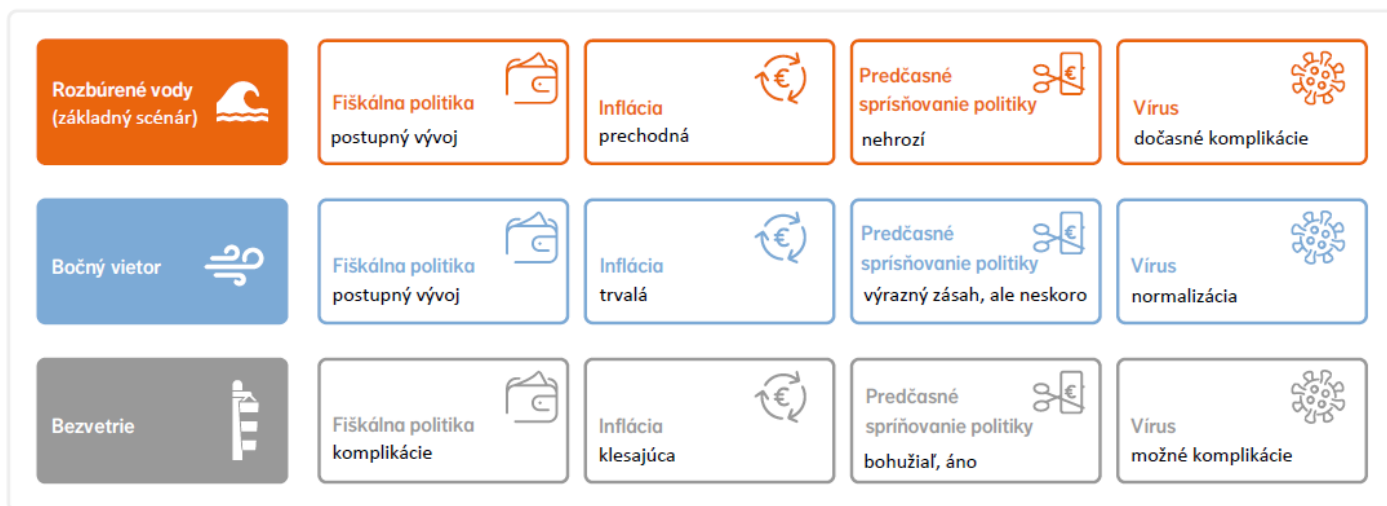 Rozbúrené vody
(základný scénár)
Fiškálna politika
postupný vývoj
Inflácia
prechodná
Predčasné
sprísňovanie politiky
nehrozí
Vírus
dočasné komplikácie
Bočný vietor
Fiškálna politika
postupný vývoj
Inflácia
trvalá
Predčasné
sprísňovanie politiky
výrazný zásah, ale neskoro
Vírus
normalizácia
Bezvetrie
Fiškálna politika
komplikácie
Inflácia
klesajúca
Predčasné
spríňovanie politiky
bohužiaľ, áno
Vírus
možné komplikácie